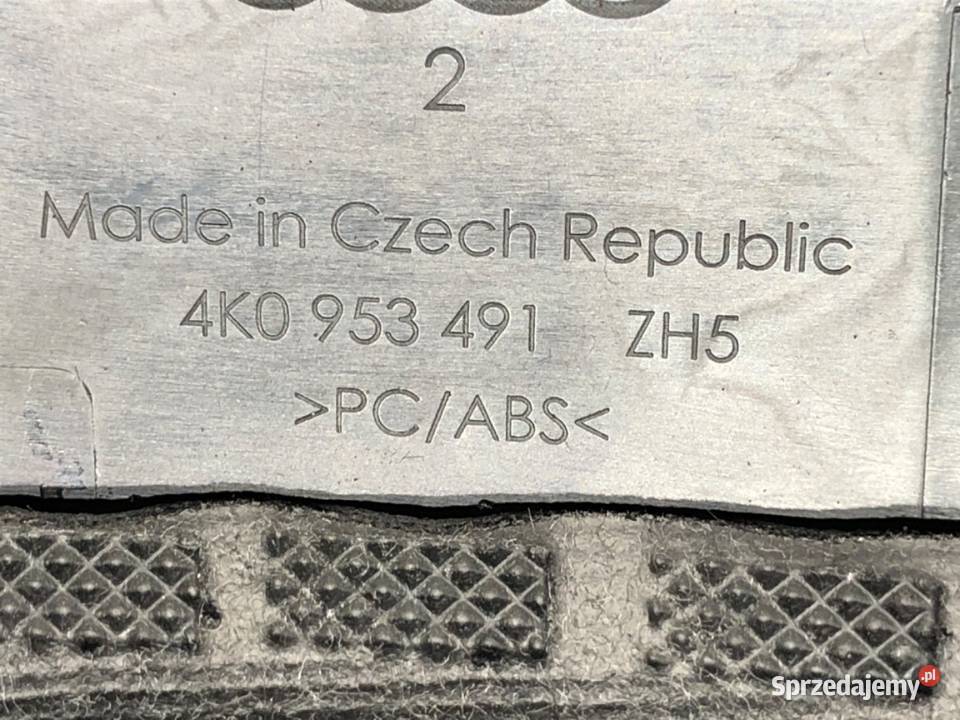 2
Made in Czech Republic
4K0 953 491 ZH5
>PC/ABS<
Sprzedajemy.pl